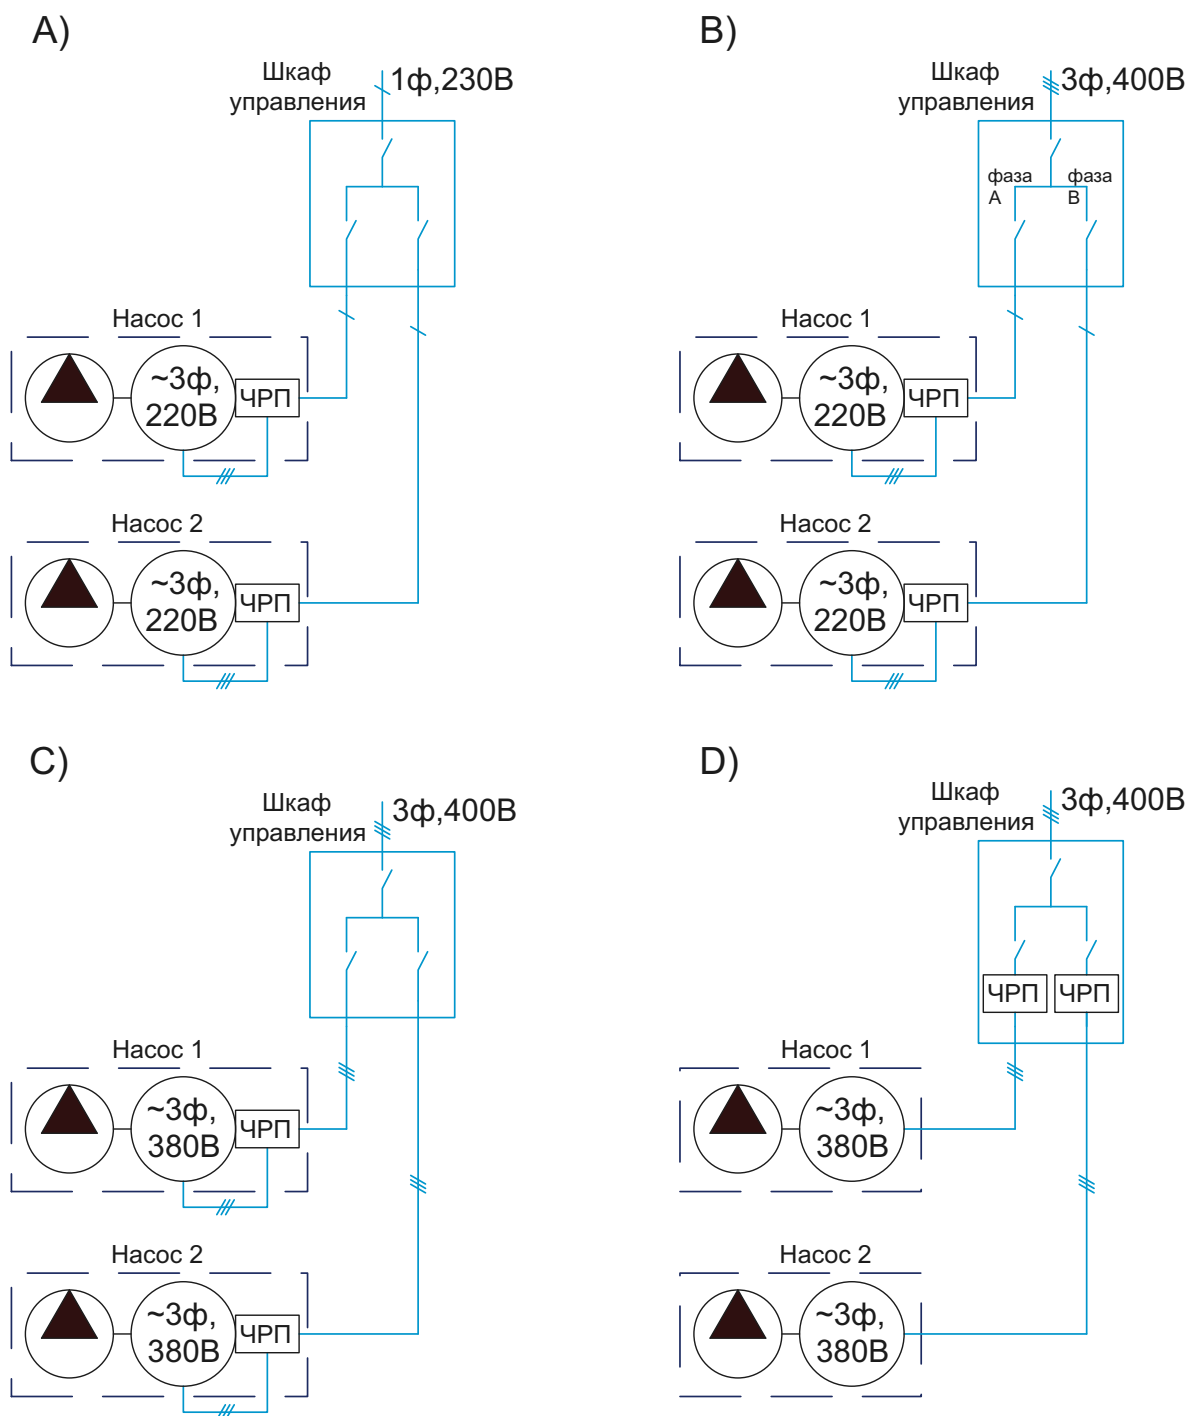 A)
Шкаф
управления
1ф,230В
Насос 1
~3ф,
220В
ЧРП
Насос 2
~3ф,
220В
ЧРП
B)
Шкаф
управления
3ф,400В
фаза
A
фаза
B
Насос 1
~3ф,
220В
ЧРП
Насос 2
~3ф,
220В
ЧРП
C)
Шкаф
управления
3ф,400В
Насос 1
~3ф,
380В
ЧРП
Насос 2
~3ф,
380В
ЧРП
D)
Шкаф
управления
3ф,400В
ЧРП
ЧРП
Насос 1
~3ф,
380В
Насос 2
~3ф,
380В